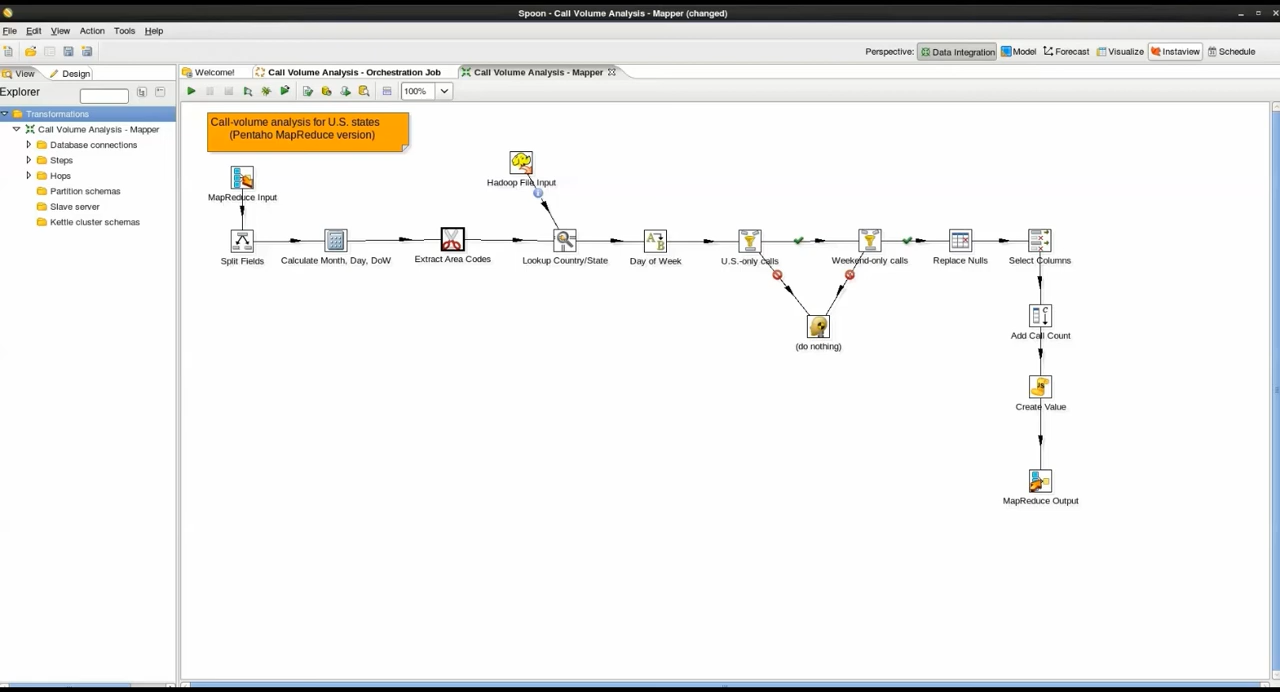 Spoon - Call Volume Analysis - Mapper (changed)
File Edit View Action Tools Help
Perspective: Data Integration Model Forecast Visualize Instaview Schedule
View Design
Welcome! Call Volume Analysis - Orchestration Job Call Volume Analysis - Mapper
Explorer
100%
Transformations
Call Volume Analysis - Mapper
Database connections
Steps
Hops
Partition schemas
Slave server
Kettle cluster schemas
Call-volume analysis for U.S. states
(Pentaho MapReduce version)
MapReduce Input
Hadoop File Input
Split Fields
Calculate Month, Day, DoW
Extract Area Codes
Lookup Country/State
Day of Week
U.S.-only calls
Weekend-only calls
Replace Nulls
Select Columns
(do nothing)
Add Call Count
Create Value
MapReduce Output